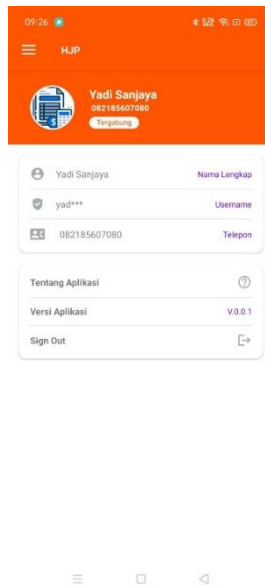 09:26
HJP
Yadi Sanjaya
082185607080
Tergabung
Yadi Sanjaya Nama Lengkap
yad*** Username
082185607080 Telepon
Tentang Aplikasi
Versi Aplikasi V.0.0.1
Sign Out